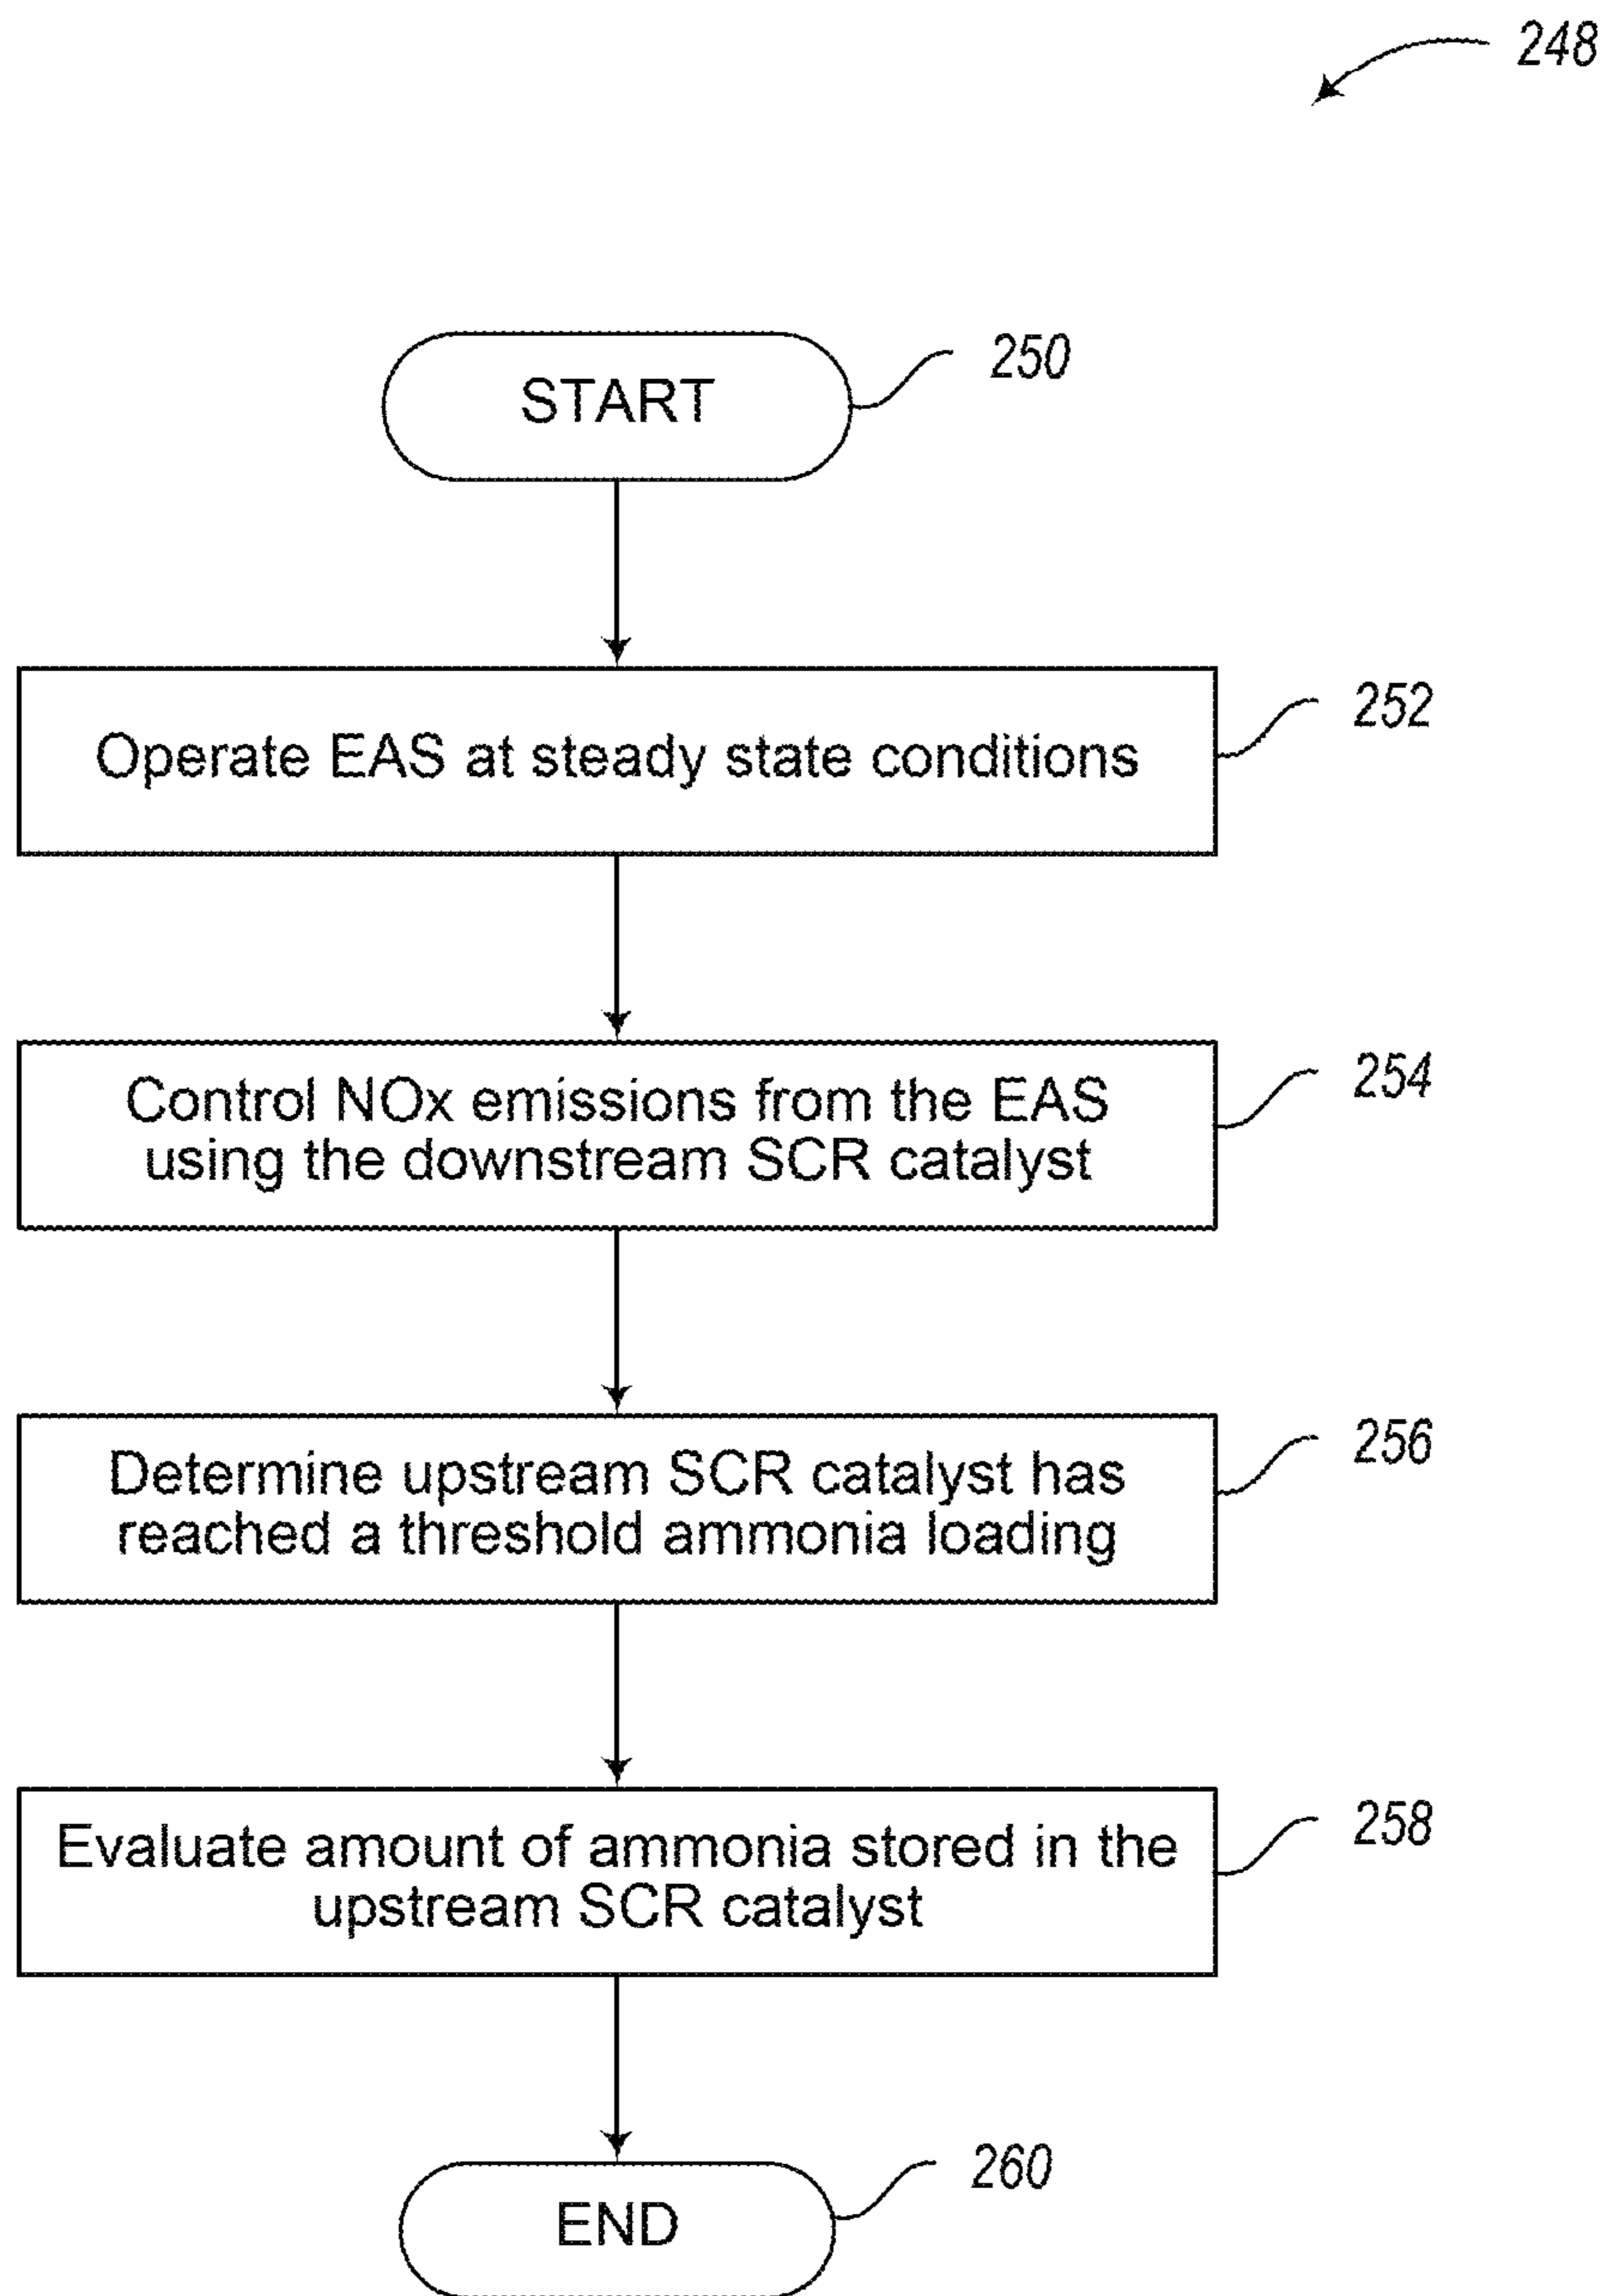 248
START
250
Operate EAS at steady state conditions
252
Control NOx emissions from the EAS
using the downstream SCR catalyst
254
Determine upstream SCR catalyst has
reached a threshold ammonia loading
256
Evaluate amount of ammonia stored in the
upstream SCR catalyst
258
END
260